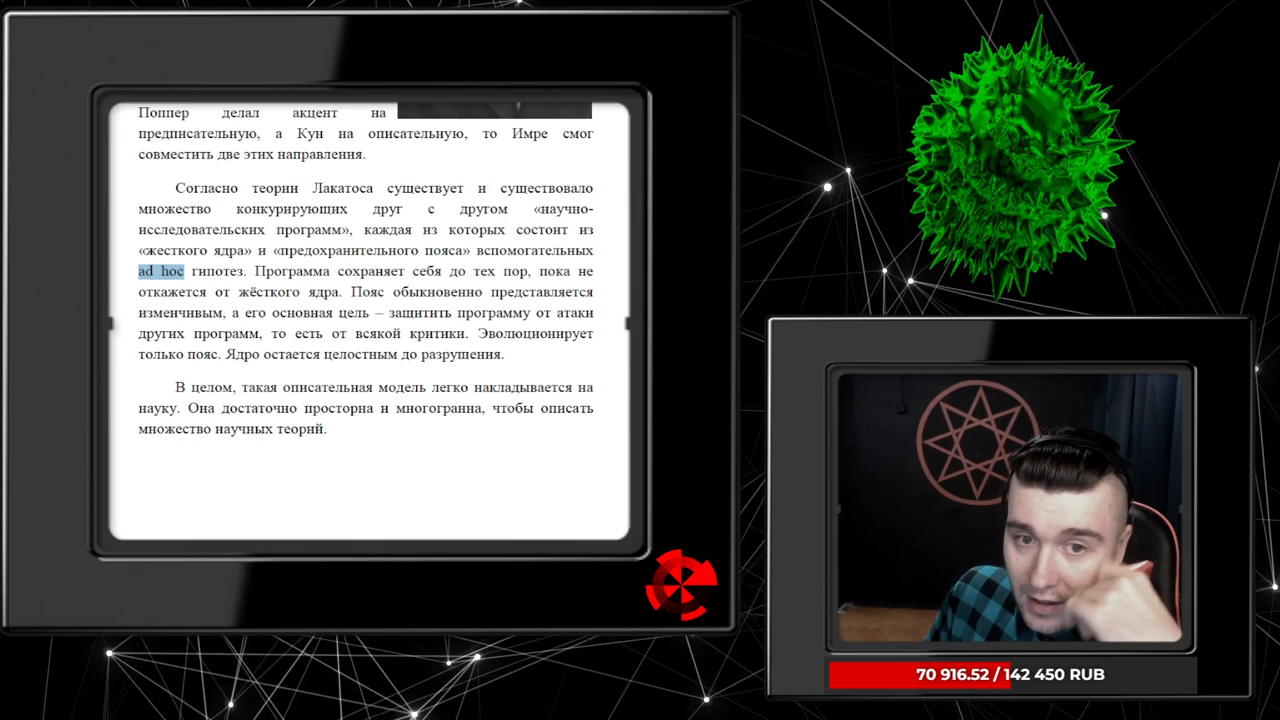 Поппер делал акцент на
предписательную, а Кун на описательную, то Имре смог
совместить две этих направления.
Согласно теории Лакатоса существует и существовало
множество конкурирующих друг с другом «научно-
исследовательских программ», каждая из которых состоит из
«жесткого ядра» и «предохранительного пояса» вспомогательных
ad hoc гипотез. Программа сохраняет себя до тех пор, пока не
откажется от жёсткого ядра. Пояс обыкновенно представляется
изменчивым, а его основная цель – защитить программу от атаки
других программ, то есть от всякой критики. Эволюционирует
только пояс. Ядро остается целостным до разрушения.
В целом, такая описательная модель легко накладывается на
науку. Она достаточно просторна и многогранна, чтобы описать
множество научных теорий.
70 916.52 / 142 450 RUB